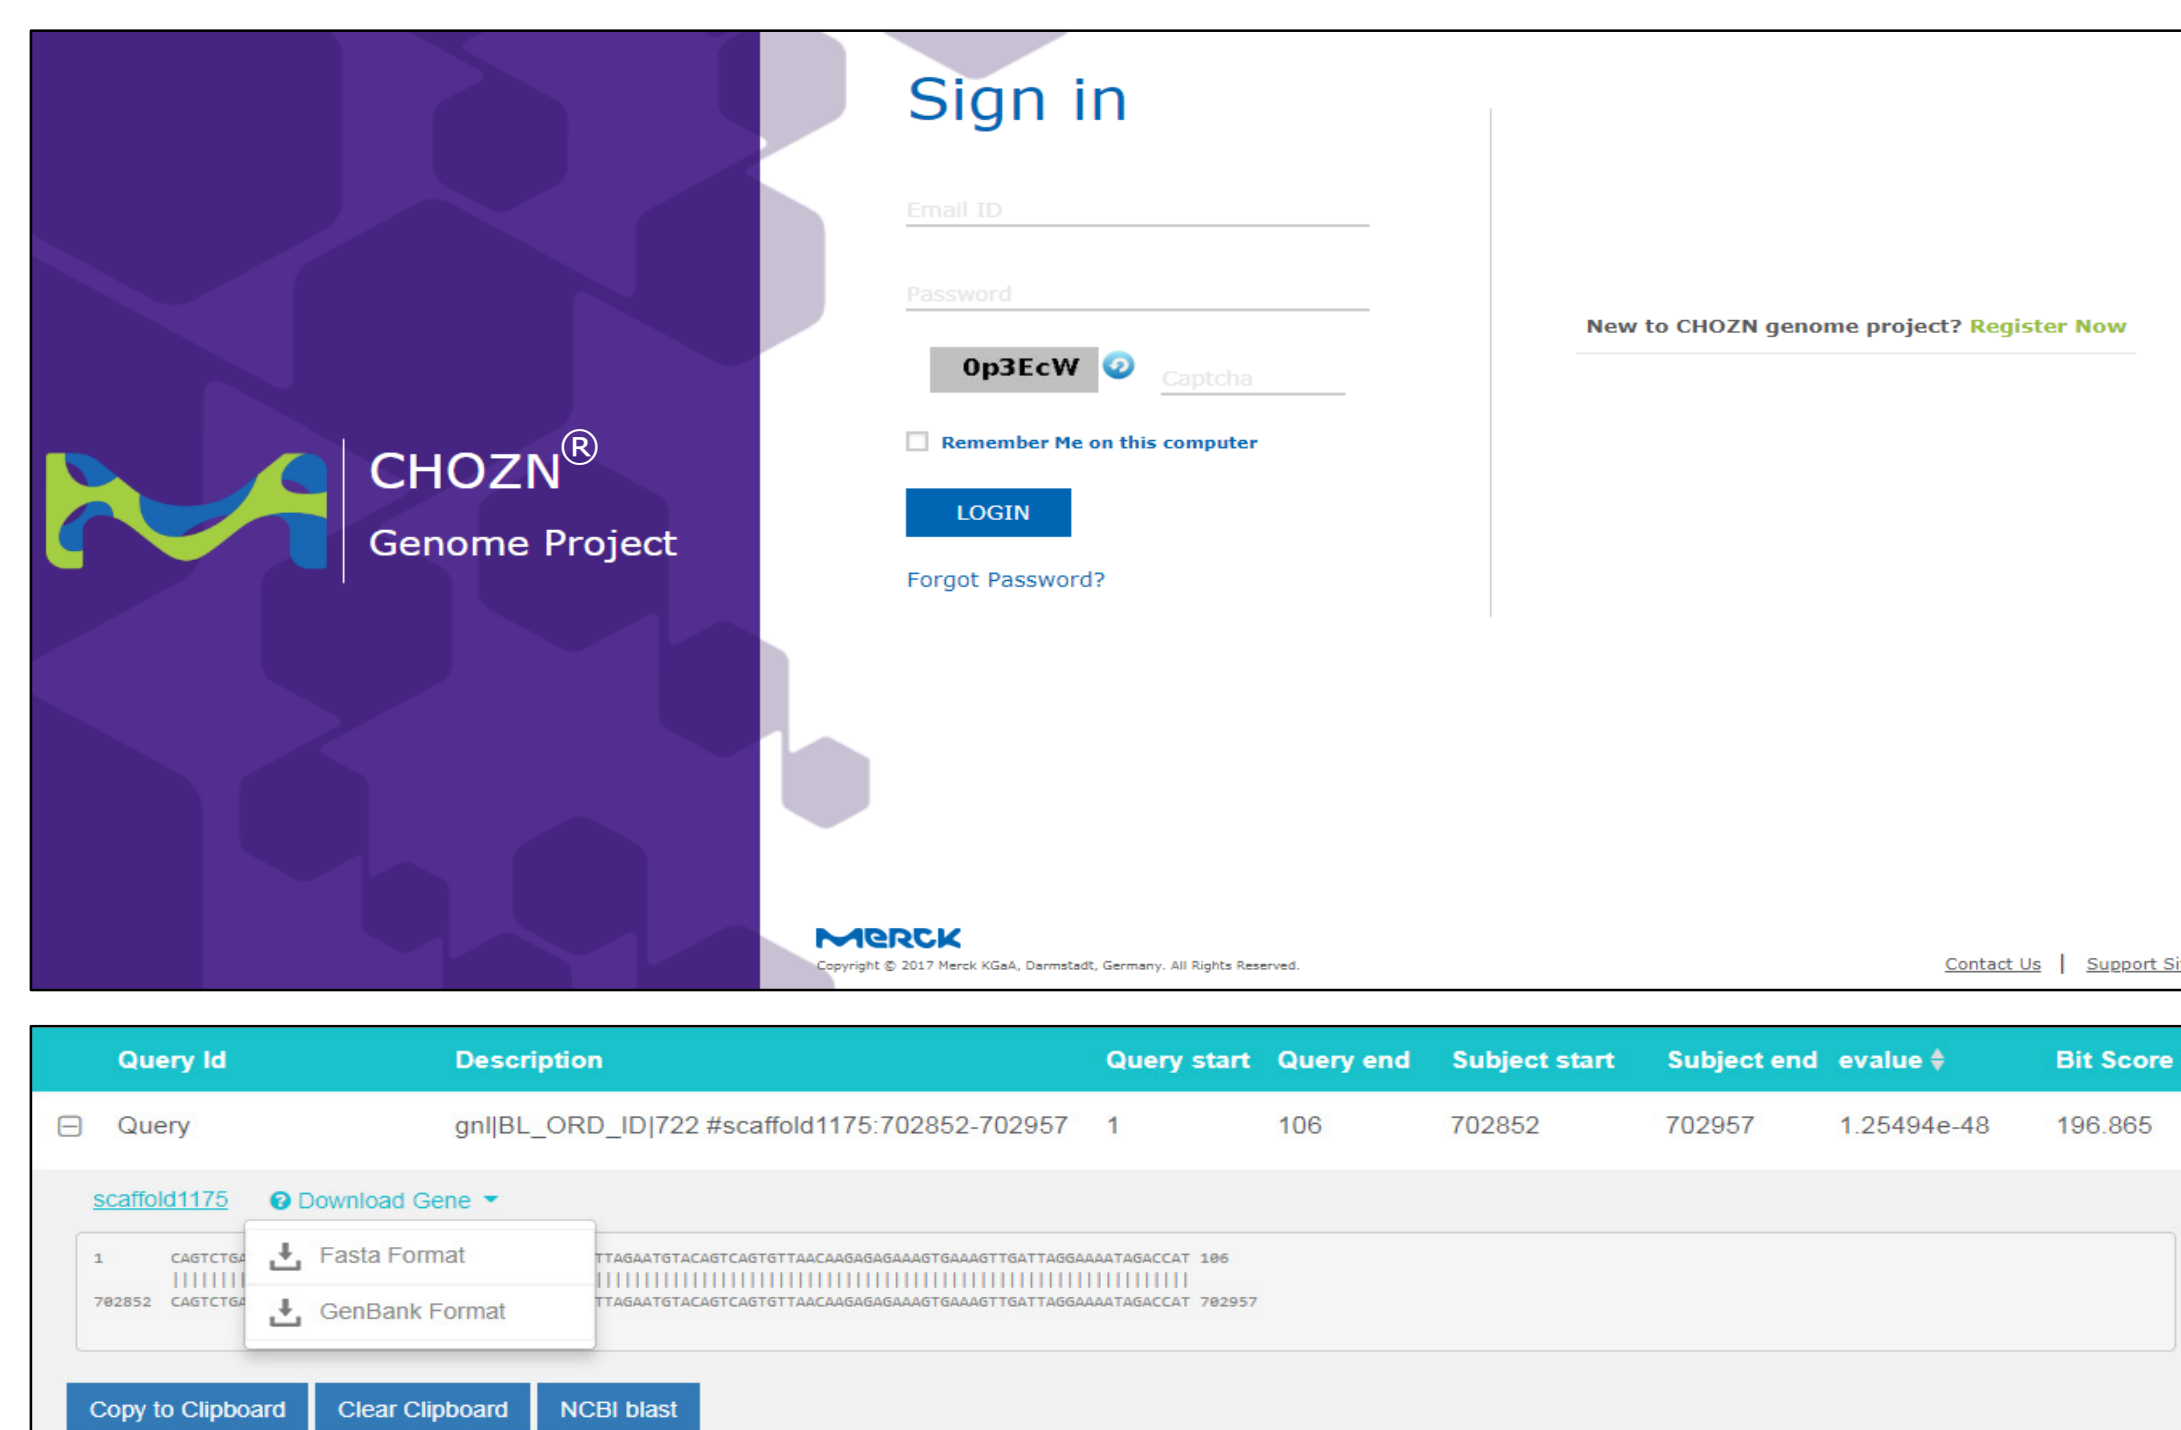 Sign in
Email ID
Password
New to CHOZN genome project? Register Now
0p3EcW
Captcha
Remember Me on this computer
CHOZN®
Genome Project
LOGIN
Forgot Password?
MERCK
Copyright © 2017 Merck KGaA, Darmstadt, Germany. All Rights Reserved.
Contact Us | Support Si
Query Id Description Query start Query end Subject start Subject end evalue Bit Score
Query gnl|BL_ORD_ID|722 #scaffold1175:702852-702957 1 106 702852 702957 1.25494e-48 196.865
scaffold1175 Download Gene
1 CAGTCTGA TTAGAATGTACAGTCAGTGTTAACAAGAGAGAAAGTGAAAGTTGATTAGGAAAATAGACCAT 106
Fasta Format
702852 CAGTCTGA TTAGAATGTACAGTCAGTGTTAACAAGAGAGAAAGTGAAAGTTGATTAGGAAAATAGACCAT 702957
GenBank Format
Copy to Clipboard Clear Clipboard NCBI blast